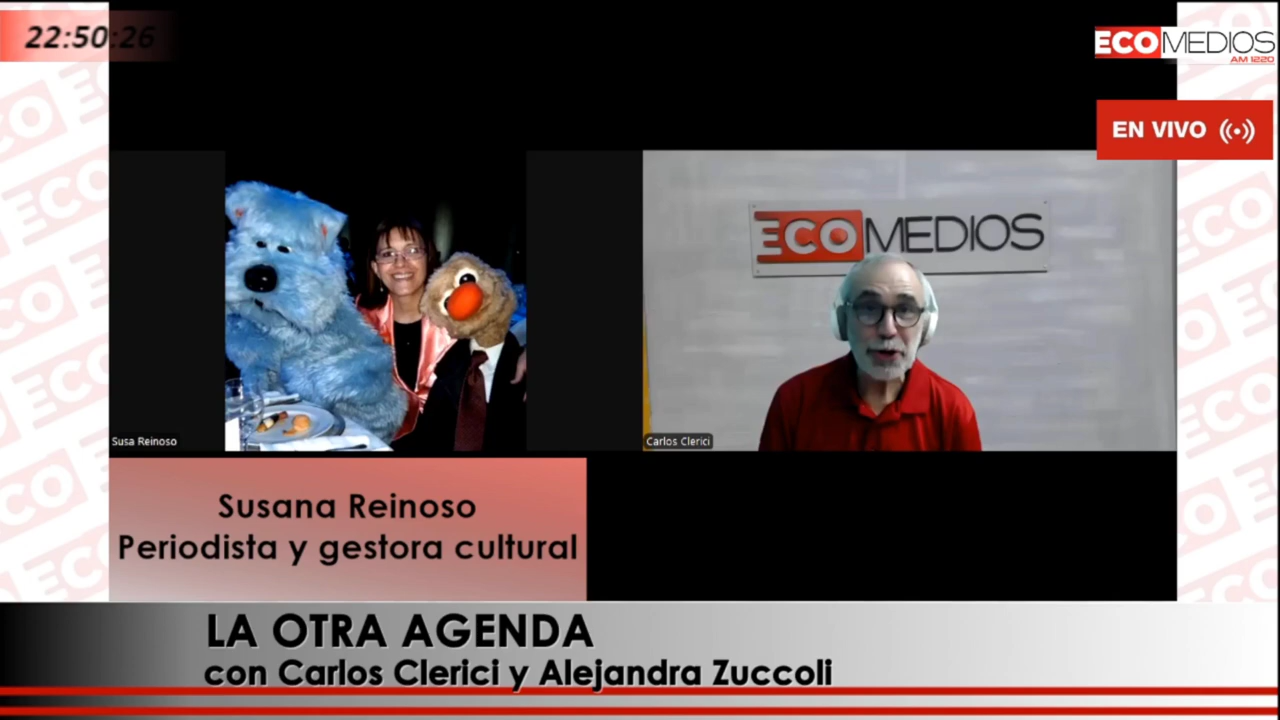 22:50:26
ECOMEDIOS
AM 1220
EN VIVO
ECOMEDIOS
Susa Reinoso
Carlos Clerici
Susana Reinoso
Periodista y gestora cultural
LA OTRA AGENDA
con Carlos Clerici y Alejandra Zuccoli